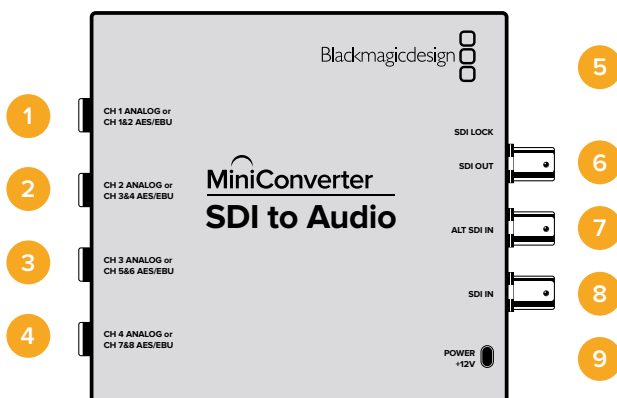 Blackmagicdesign
1
CH 1 ANALOG or
CH 1&2 AES/EBU
2
CH 2 ANALOG or
CH 3&4 AES/EBU
3
CH 3 ANALOG or
CH 5&6 AES/EBU
4
CH 4 ANALOG or
CH 7&8 AES/EBU
MiniConverter
SDI to Audio
5
SDI LOCK
SDI OUT
6
ALT SDI IN
7
SDI IN
8
POWER
+12V
9